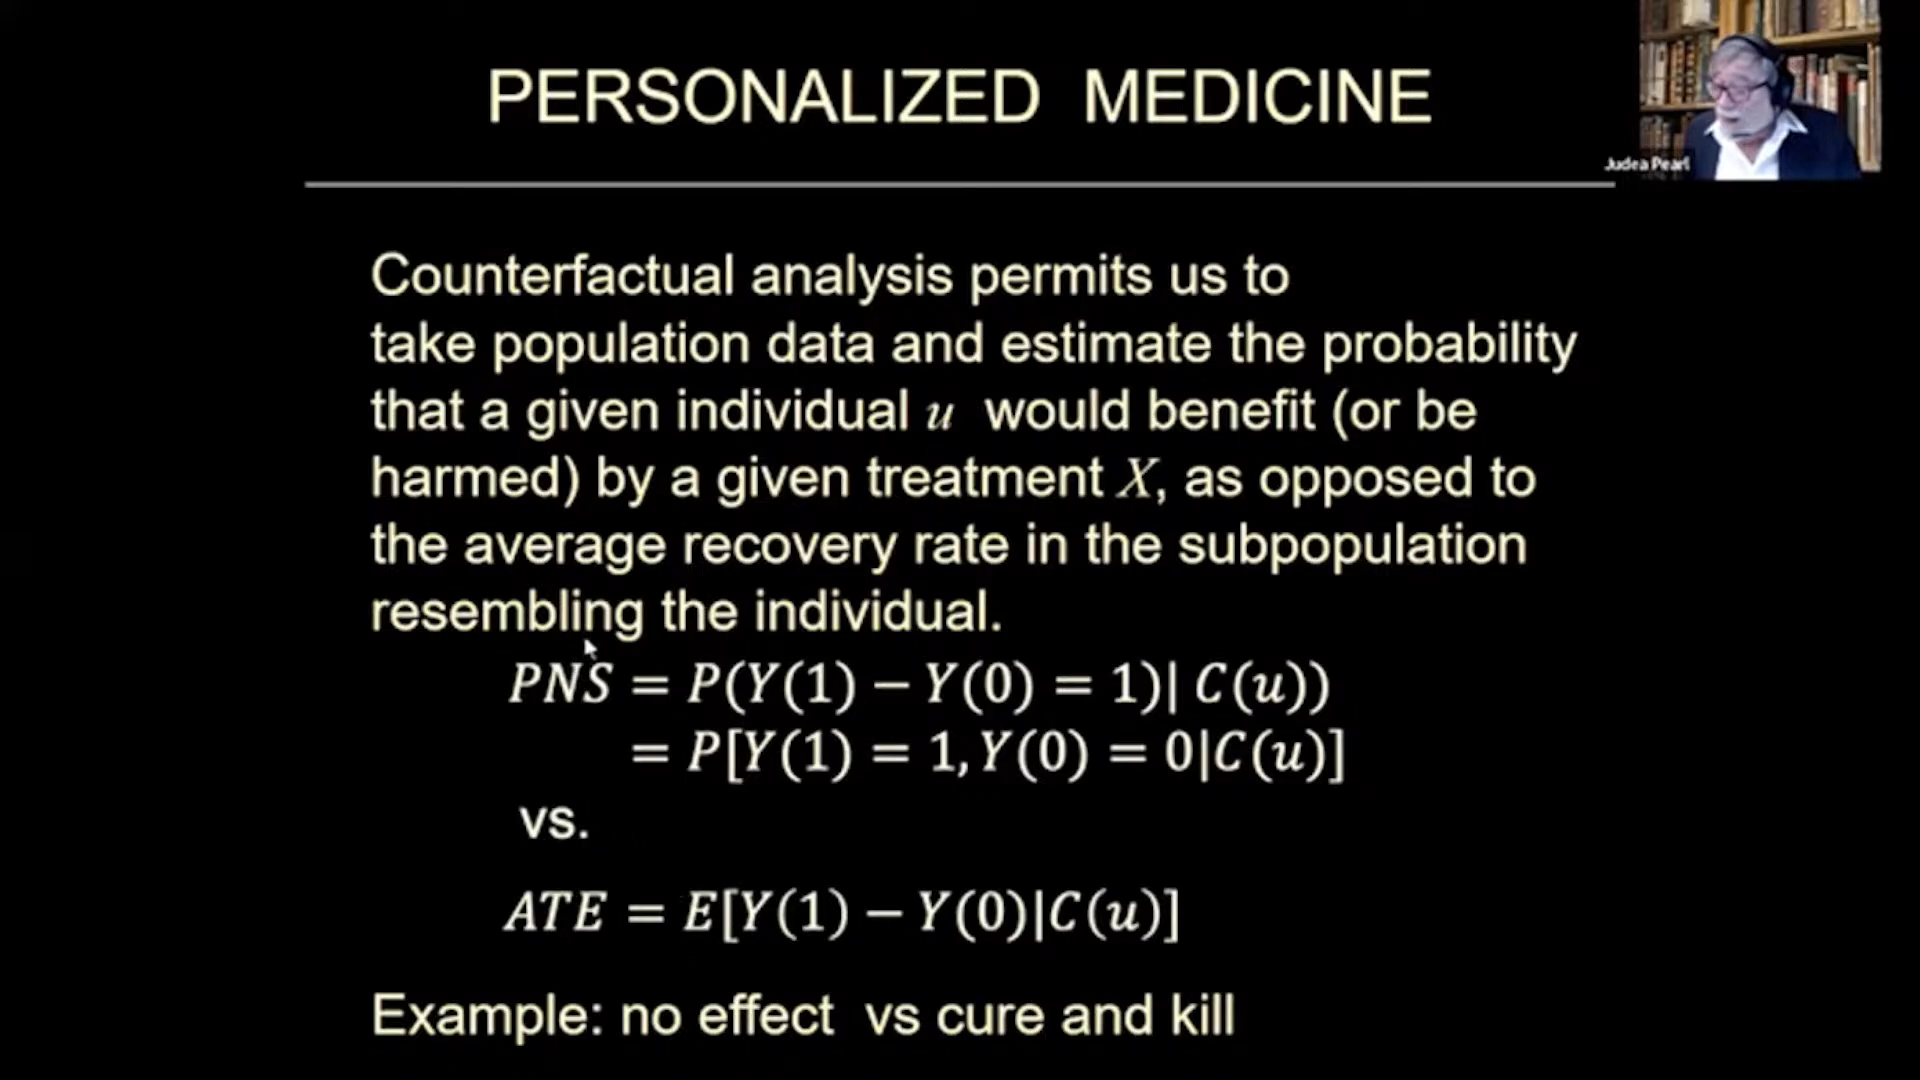 PERSONALIZED MEDICINE
Judea Pearl
Counterfactual analysis permits us to
take population data and estimate the probability
that a given individual u would benefit (or be
harmed) by a given treatment X, as opposed to
the average recovery rate in the subpopulation
resembling the individual.
PNS = P(Y(1) − Y(0) = 1)| C(u))
= P[Y(1) = 1, Y(0) = 0|C(u)]
vs.
ATE = E[Y(1) − Y(0)|C(u)]
Example: no effect vs cure and kill